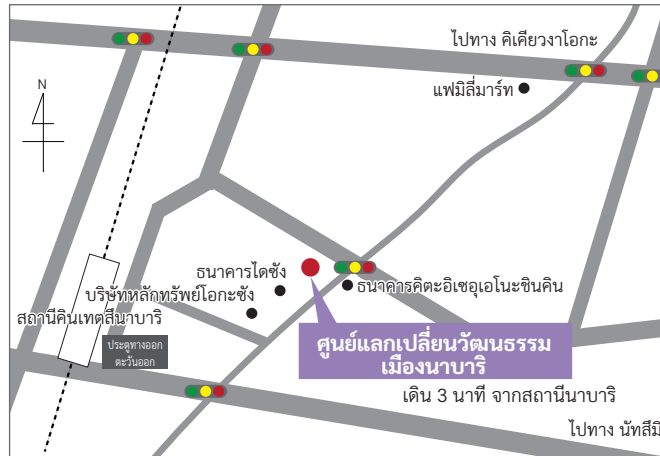 ไปทาง คิเคียวงาโอกะ
N
แฟมิลี่มาร์ท
ธนาคารไดซัง
ธนาคารคิตะอิเซอุเอโนะชินคิน
บริษัทหลักทรัพย์โอกะซัง
สถานีคินเทตสึนาบาริ
ประตูทางออก
ตะวันออก
ศูนย์แลกเปลี่ยนวัฒนธรรม
เมืองนาบาริ
เดิน 3 นาที จากสถานีนาบาริ
ไปทาง นัทสึมิ